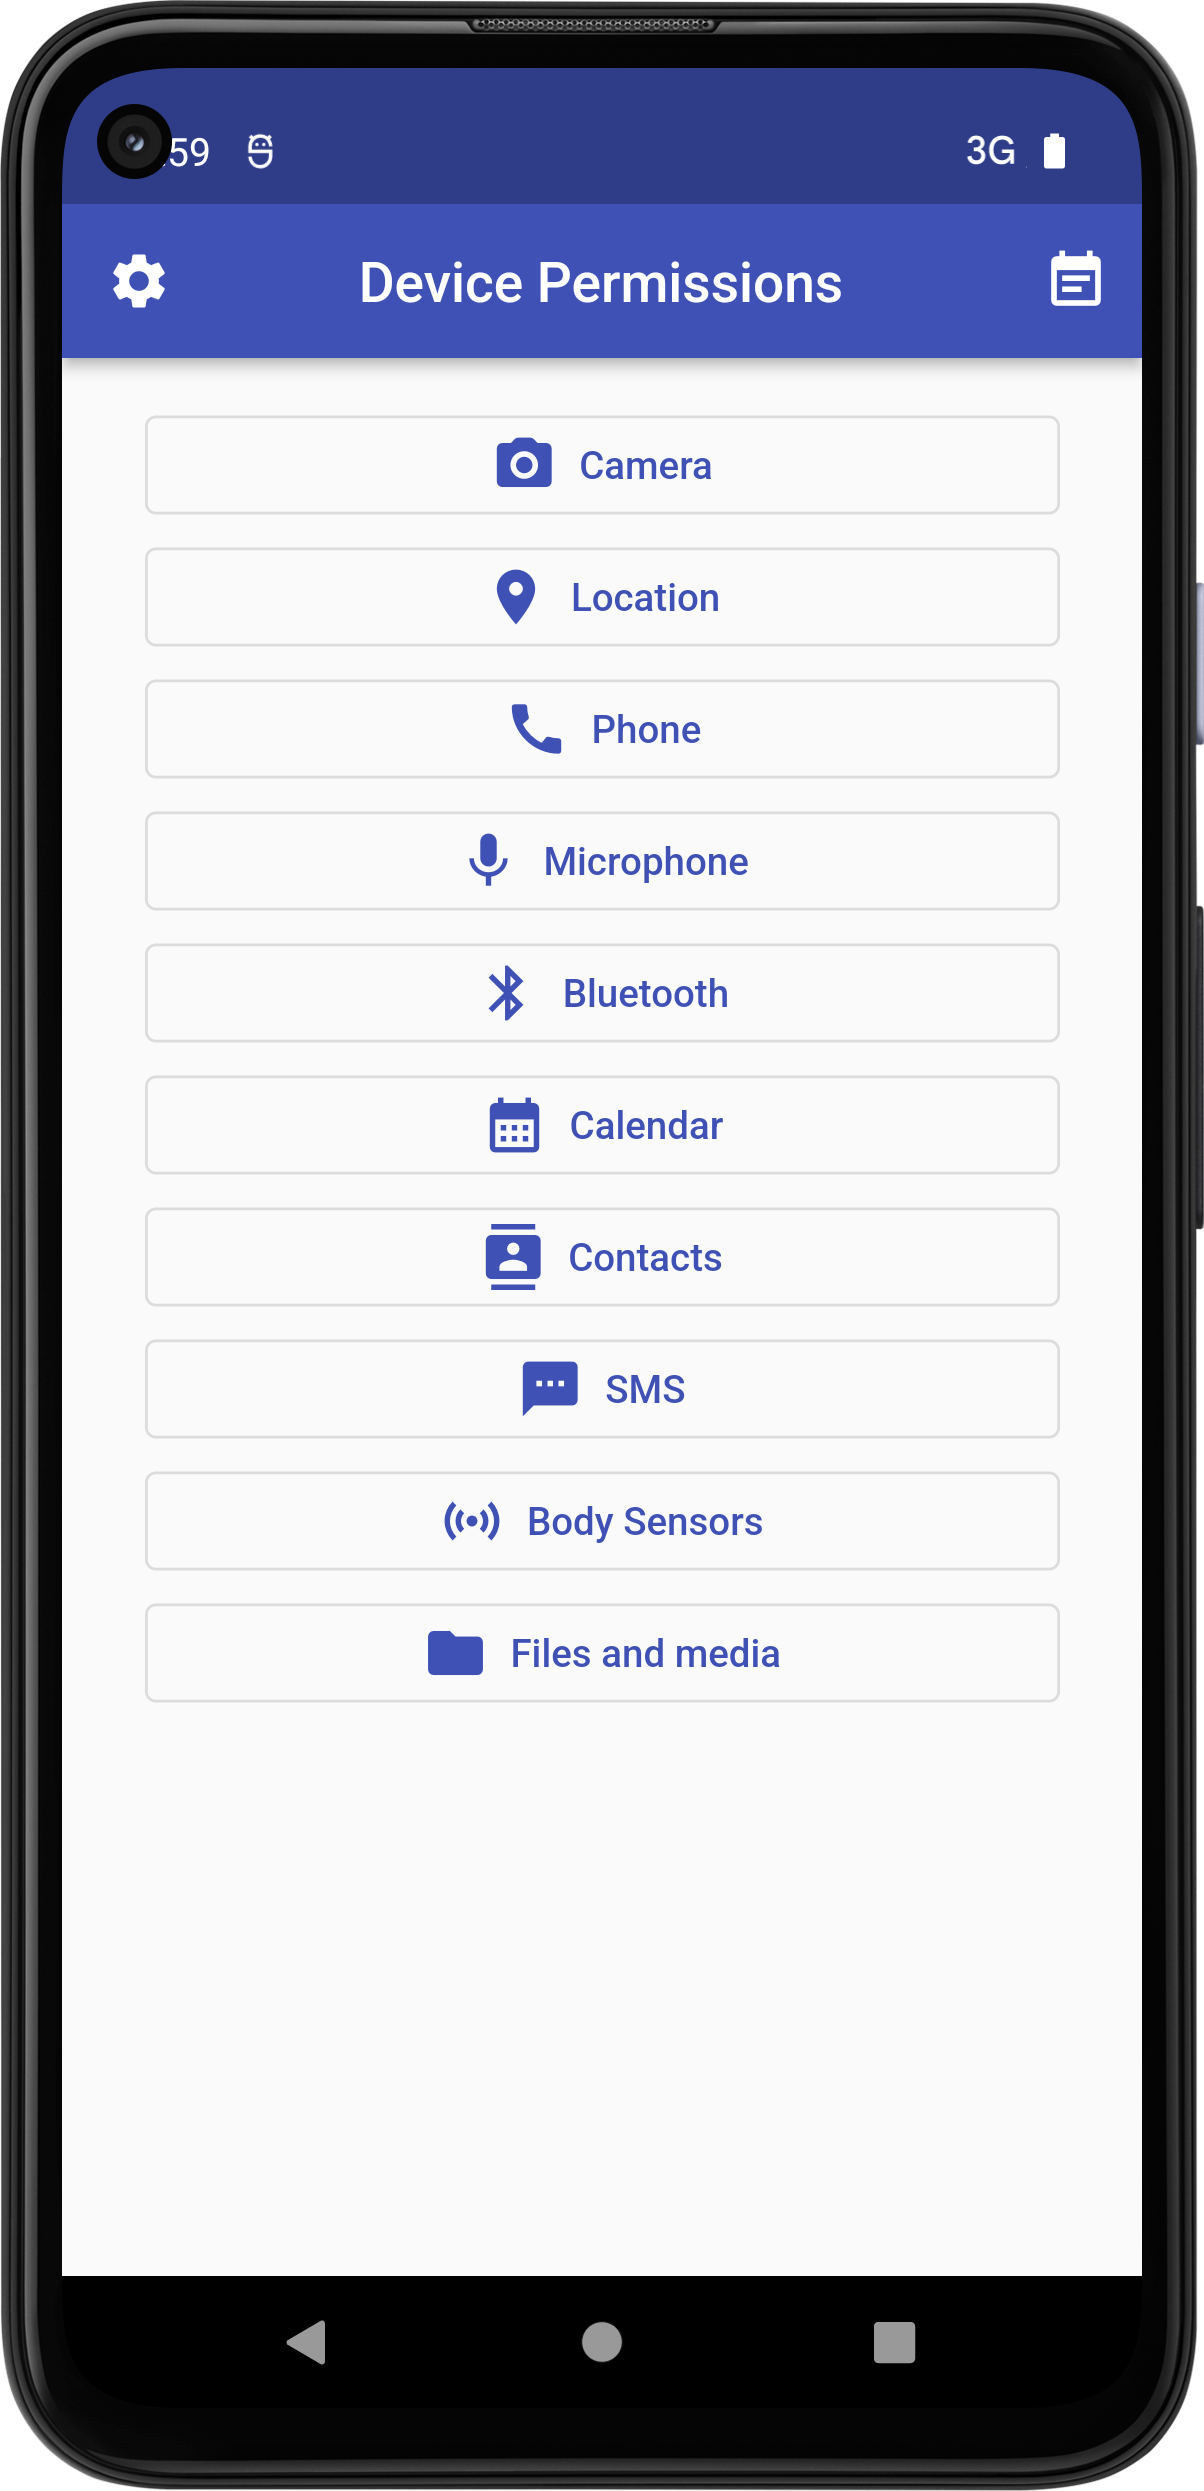 59 3G
Device Permissions
Camera
Location
Phone
Microphone
Bluetooth
Calendar
Contacts
SMS
Body Sensors
Files and media